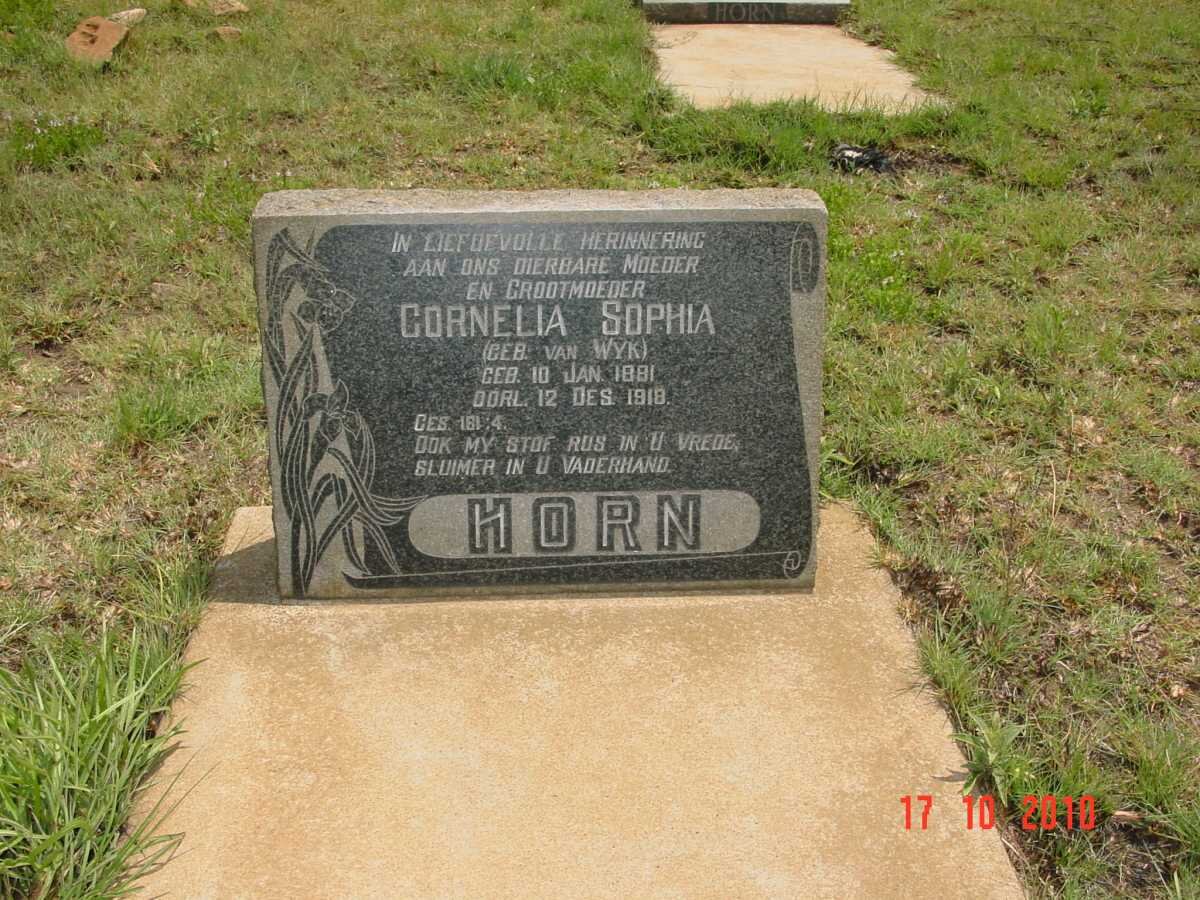 HORN
IN LIEFDEVOLLE HERINNERING
AAN ONS DIERBARE MOEDER
EN GROOTMOEDER
CORNELIA SOPHIA
(GEB. VAN WYK)
GEB. 10 JAN. 1881
OORL. 12 DES. 1918.
GES. 181:4.
OOK MY STOF RUS IN U VREDE,
SLUIMER IN U VADERHAND.
HORN
17 10 2010